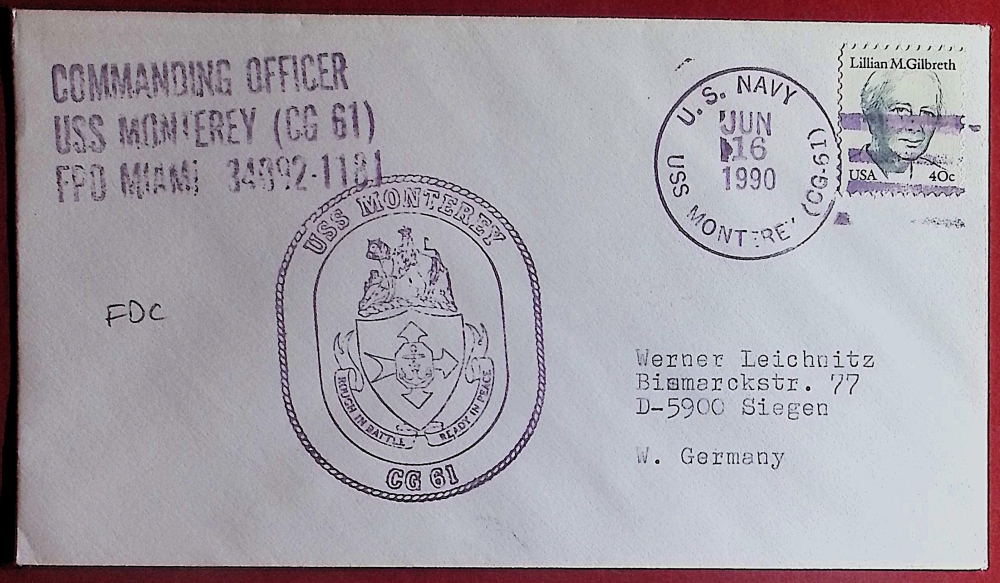 COMMANDING OFFICER
USS MONTEREY (CG 61)
FPO MIAMI 34092-1181
U.S. NAVY
JUN
16
1990
USS MONTEREY (CG-61)
Lillian M. Gilbreth
USA 40c
USS MONTEREY
ROUGH IN BATTLE READY IN PEACE
CG 61
FDC
Werner Leichnitz
Bismarckstr. 77
D-5900 Siegen
W. Germany